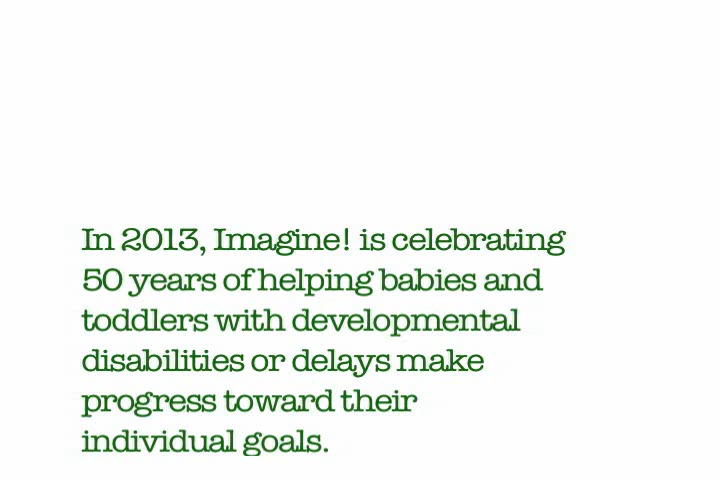 In 2013, Imagine! is celebrating
50 years of helping babies and
toddlers with developmental
disabilities or delays make
progress toward their
individual goals.